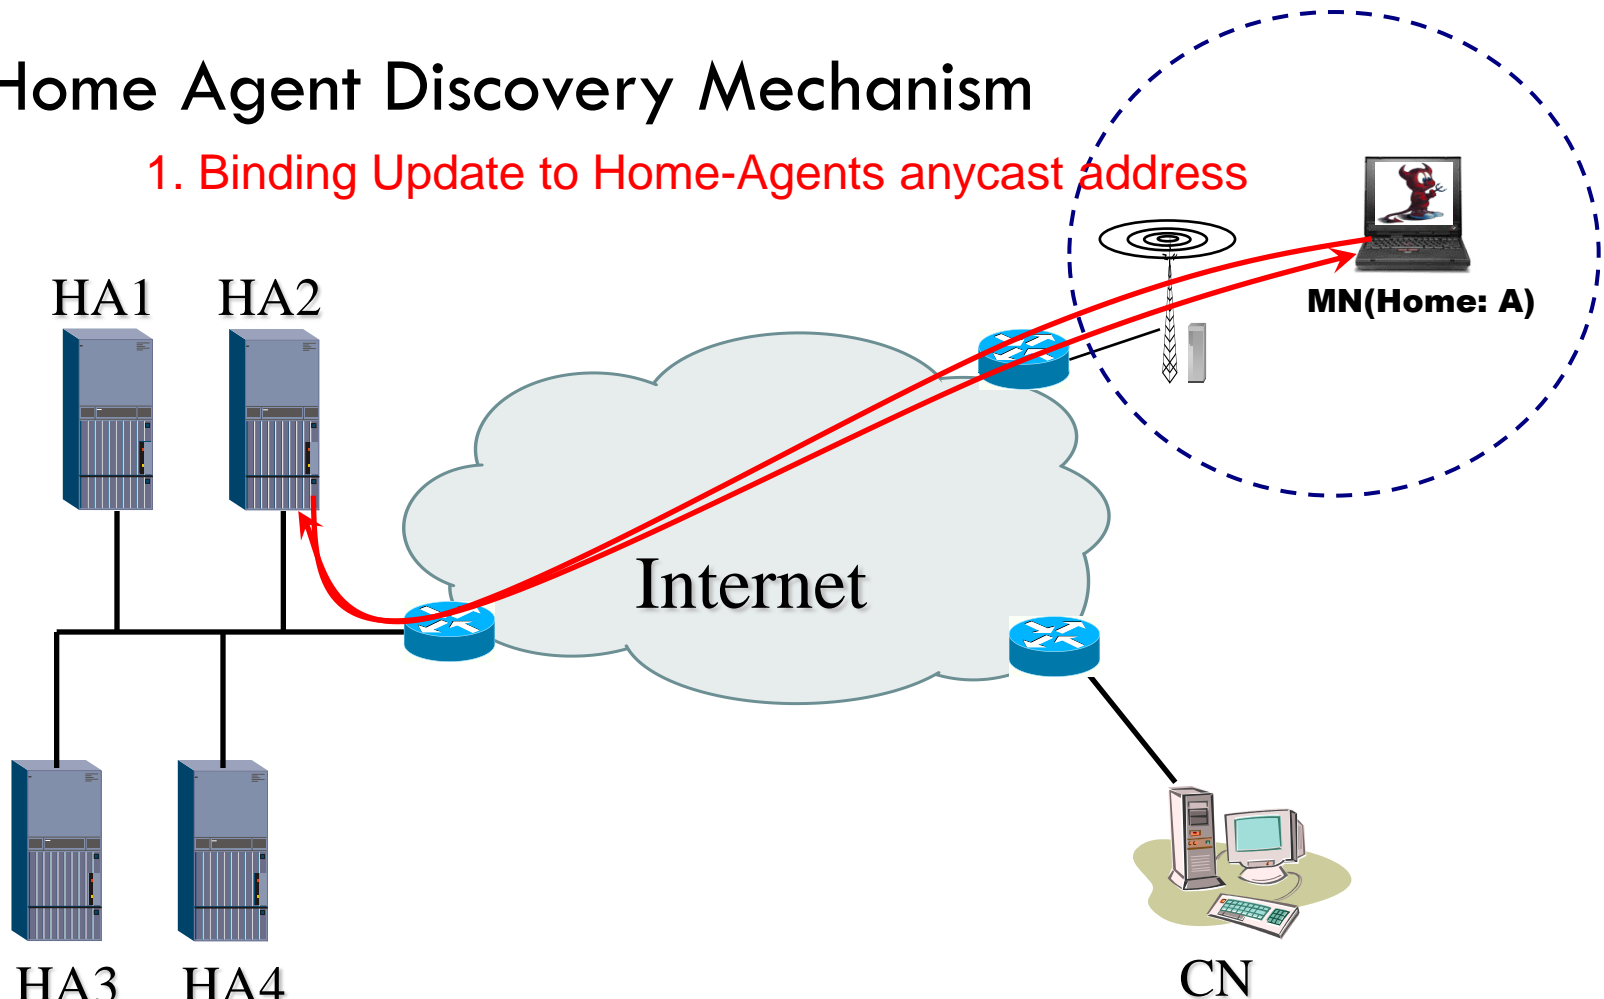 Home Agent Discovery Mechanism
1. Binding Update to Home-Agents anycast address
HA1
HA2
MN(Home: A)
Internet
HA3
HA4
CN